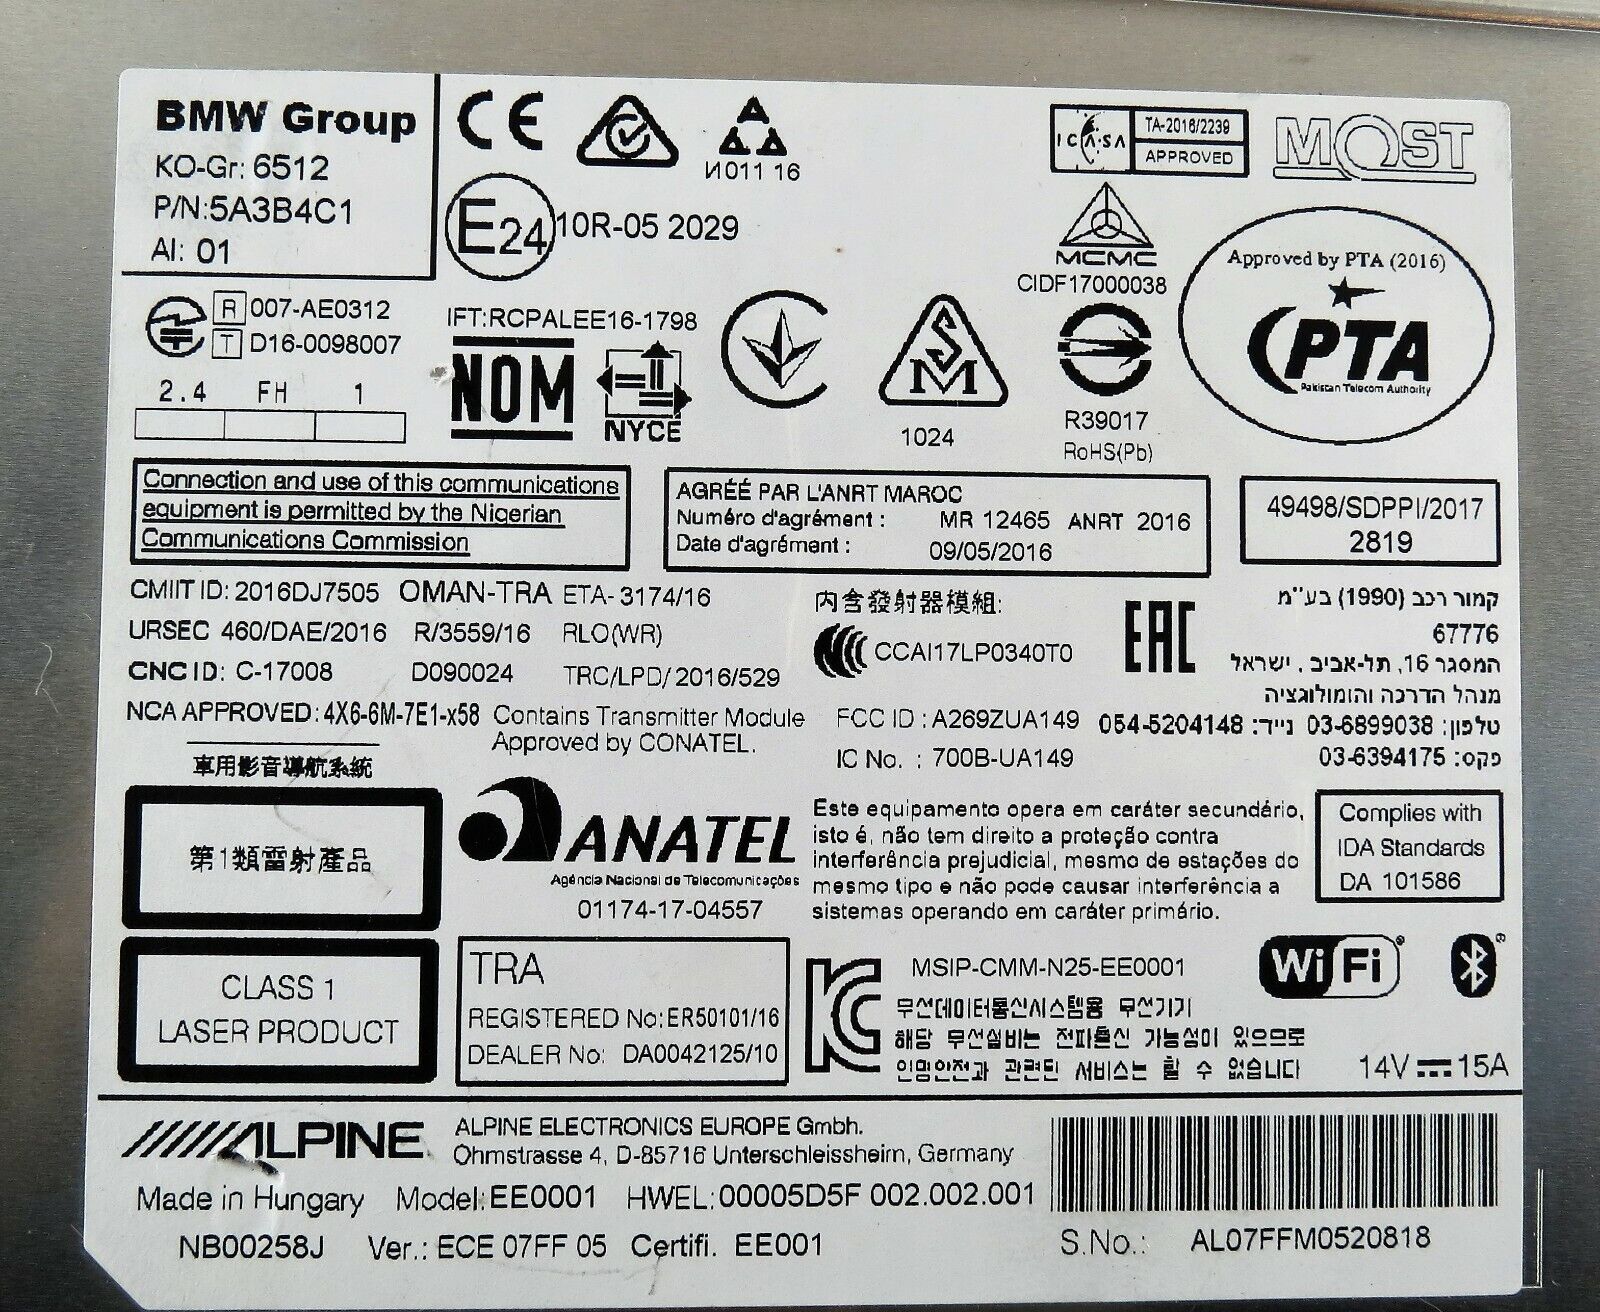 BMW Group
KO-Gr: 6512
P/N:5A3B4C1
AI: 01
CE
И011 16
ICASA
TA-2016/2239
APPROVED
MOST
E24 10R-05 2029
MCMC
CIDF17000038
Approved by PTA (2016)
PTA
Pakistan Telecom Authority
R 007-AE0312
T D16-0098007
2.4 FH 1
IFT:RCPALEE16-1798
NOM
NYCE
SM
1024
R39017
RoHS(Pb)
Connection and use of this communications
equipment is permitted by the Nigerian
Communications Commission
AGRÉÉ PAR L'ANRT MAROC
Numéro d'agrément : MR 12465 ANRT 2016
Date d'agrément : 09/05/2016
49498/SDPPI/2017
2819
CMIIT ID: 2016DJ7505 OMAN-TRA ETA- 3174/16
URSEC 460/DAE/2016 R/3559/16 RLO(WR)
CNC ID: C-17008 D090024 TRC/LPD/2016/529
NCA APPROVED: 4X6-6M-7E1-x58
Contains Transmitter Module
Approved by CONATEL.
內含發射器模組:
CCAI17LP0340T0
EAC
FCC ID : A269ZUA149
IC No. : 700B-UA149
קמור רכב (1990) בע''מ
67776
המסגר 16, תל-אביב , ישראל
מנהל הדרכה והומולוגציה
טלפון: 03-6899038 נייד: 054-5204148
פקס: 03-6394175
車用影音導航系統
第1類雷射產品
ANATEL
Agência Nacional de Telecomunicações
01174-17-04557
Este equipamento opera em caráter secundário,
isto é, não tem direito a proteção contra
interferência prejudicial, mesmo de estações do
mesmo tipo e não pode causar interferência a
sistemas operando em caráter primário.
Complies with
IDA Standards
DA 101586
CLASS 1
LASER PRODUCT
TRA
REGISTERED No: ER50101/16
DEALER No: DA0042125/10
MSIP-CMM-N25-EE0001
무선데이터통신시스템용 무선기기
해당 무선설비는 전파혼신 가능성이 있으므로
인명안전과 관련된 서비스는 할 수 없습니다
WiFi
14V 15A
ALPINE
ALPINE ELECTRONICS EUROPE Gmbh.
Ohmstrasse 4, D-85716 Unterschleissheim, Germany
Made in Hungary Model: EE0001 HWEL: 00005D5F 002.002.001
NB00258J Ver.: ECE 07FF 05 Certifi. EE001
S.No.: AL07FFM0520818